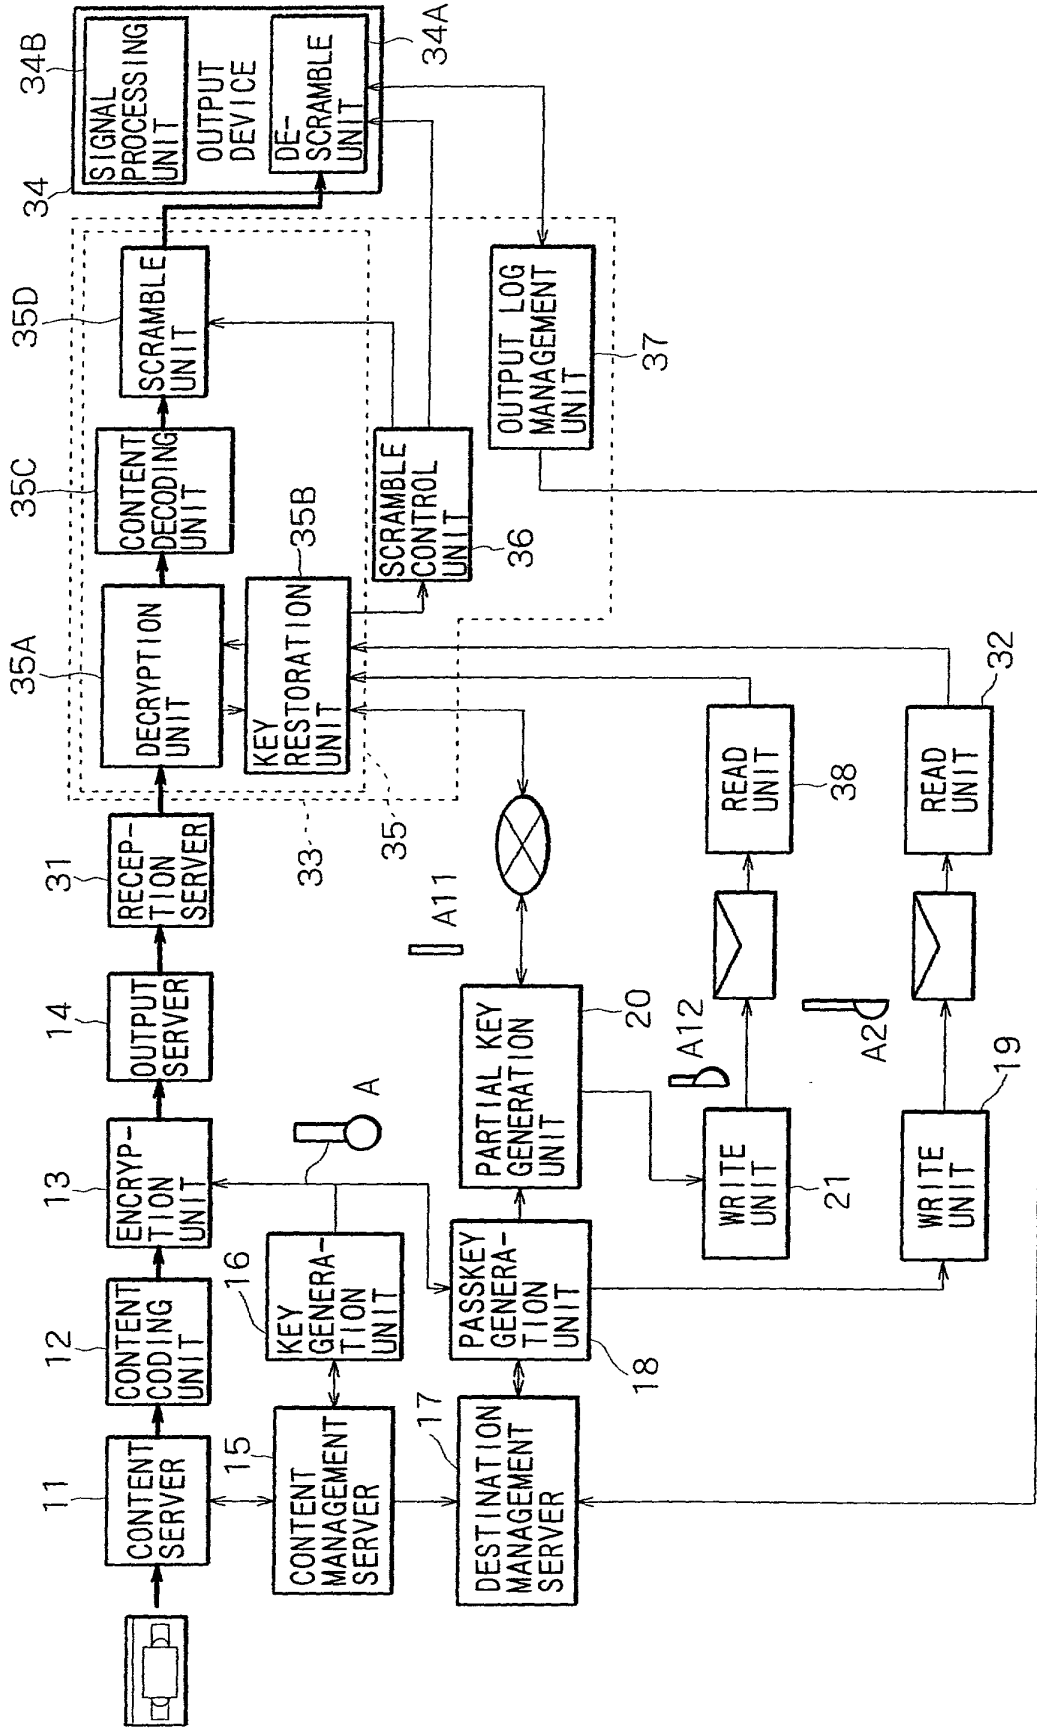 11
CONTENT
SERVER
12
CONTENT
CODING
UNIT
13
ENCRYP-
TION
UNIT
14
OUTPUT
SERVER
31
RECEP-
TION
SERVER
35A
DECRYPTION
UNIT
35C
CONTENT
DECODING
UNIT
35D
SCRAMBLE
UNIT
34
34B
SIGNAL
PROCESSING
UNIT
OUTPUT
DEVICE
DE-
SCRAMBLE
UNIT
34A
15
CONTENT
MANAGEMENT
SERVER
16
KEY
GENERA-
TION
UNIT
A
33
35
KEY
RESTORATION
UNIT
35B
SCRAMBLE
CONTROL
UNIT
36
OUTPUT LOG
MANAGEMENT
UNIT
37
17
DESTINATION
MANAGEMENT
SERVER
PASSKEY
GENERA-
TION
UNIT
18
PARTIAL KEY
GENERATION
UNIT
20
A11
WRITE
UNIT
21
A12
READ
UNIT
38
WRITE
UNIT
19
A2
READ
UNIT
32